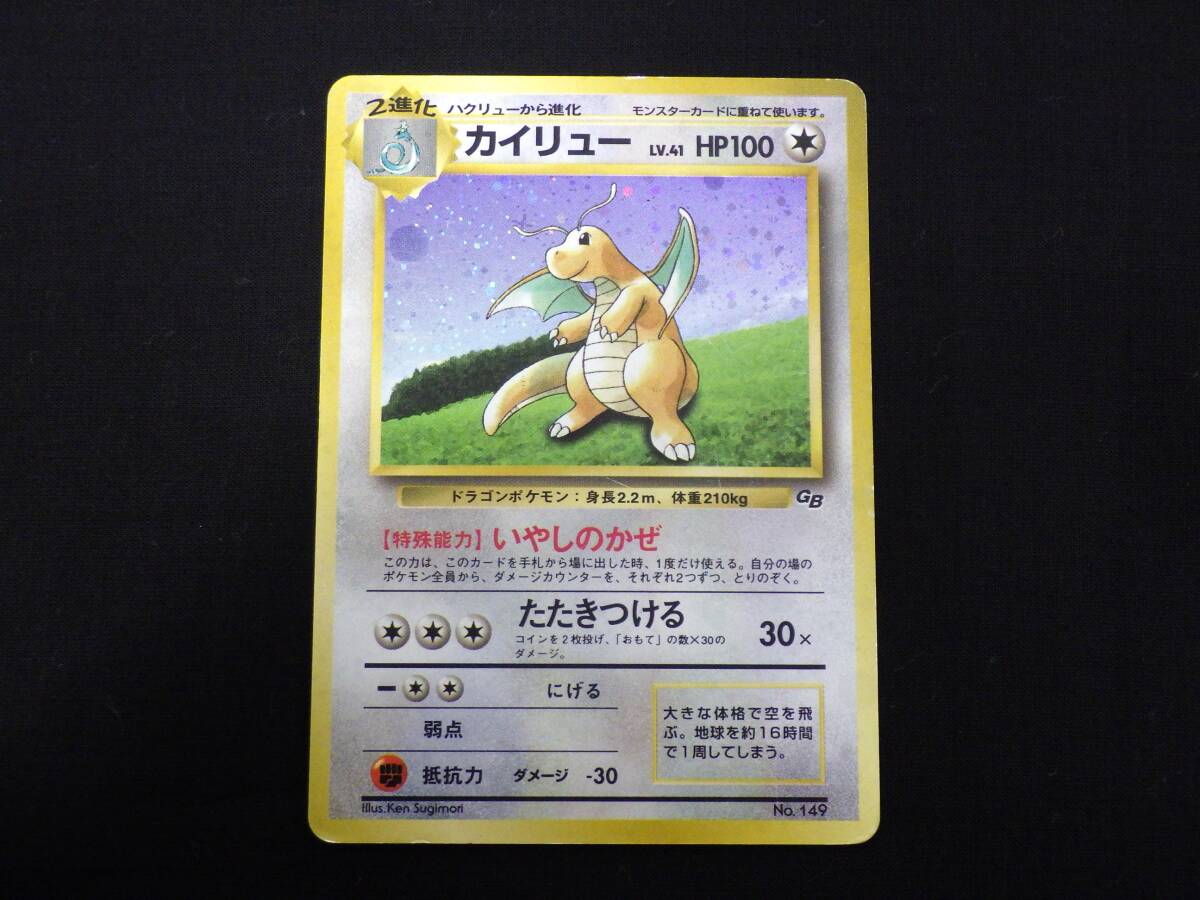 2進化 ハクリューから進化 モンスターカードに重ねて使います。
カイリュー LV.41 HP100
ドラゴンポケモン：身長2.2m、体重210kg GB
【特殊能力】いやしのかぜ
この力は、このカードを手札から場に出した時、1度だけ使える。自分の場の
ポケモン全員から、ダメージカウンターを、それぞれ2つずつ、とりのぞく。
たたきつける 30×
コインを2枚投げ、「おもて」の数×30の
ダメージ。
ー にげる
弱点
抵抗力 ダメージ -30
大きな体格で空を飛
ぶ。地球を約16時間
で1周してしまう。
Illus.Ken Sugimori No. 149